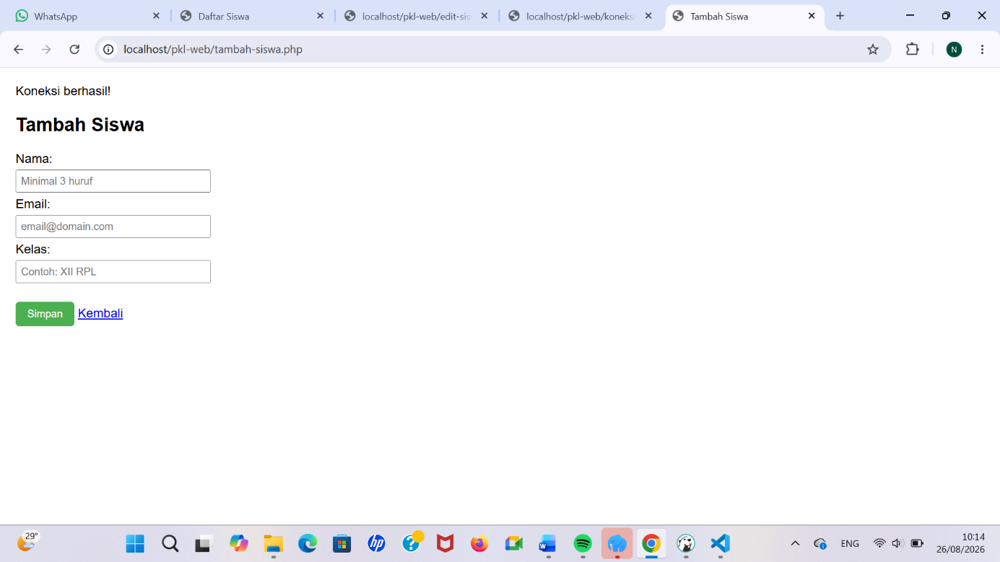 WhatsApp
Daftar Siswa
localhost/pkl-web/edit-sis
localhost/pkl-web/koneksi
Tambah Siswa
localhost/pkl-web/tambah-siswa.php
N
Koneksi berhasil!
Tambah Siswa
Nama:
Minimal 3 huruf
Email:
email@domain.com
Kelas:
Contoh: XII RPL
Simpan Kembali
29°
ENG
10:14
26/08/2026